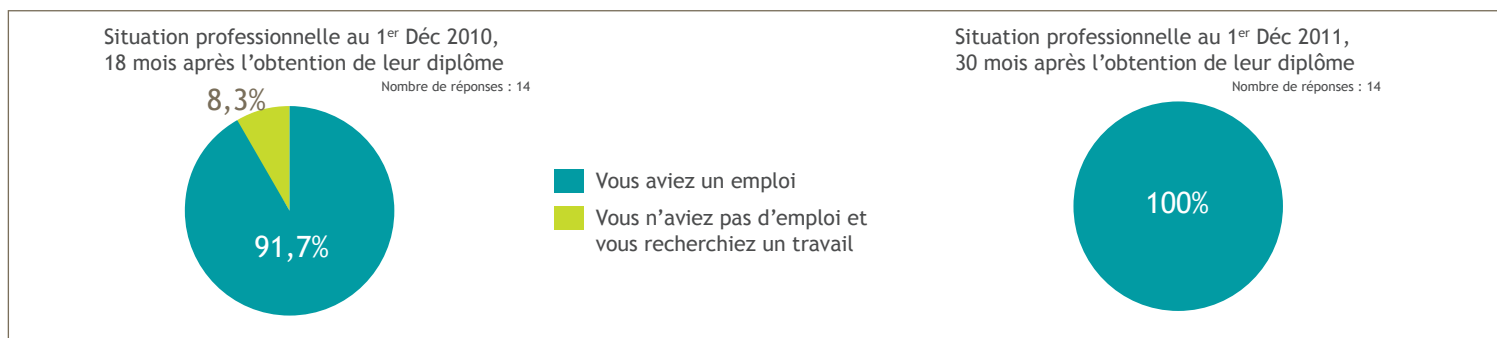 Situation professionnelle au 1er Déc 2010,
18 mois après l’obtention de leur diplôme
Nombre de réponses : 14
8,3%
91,7%
Vous aviez un emploi
Vous n’aviez pas d’emploi et
vous recherchiez un travail
Situation professionnelle au 1er Déc 2011,
30 mois après l’obtention de leur diplôme
Nombre de réponses : 14
100%